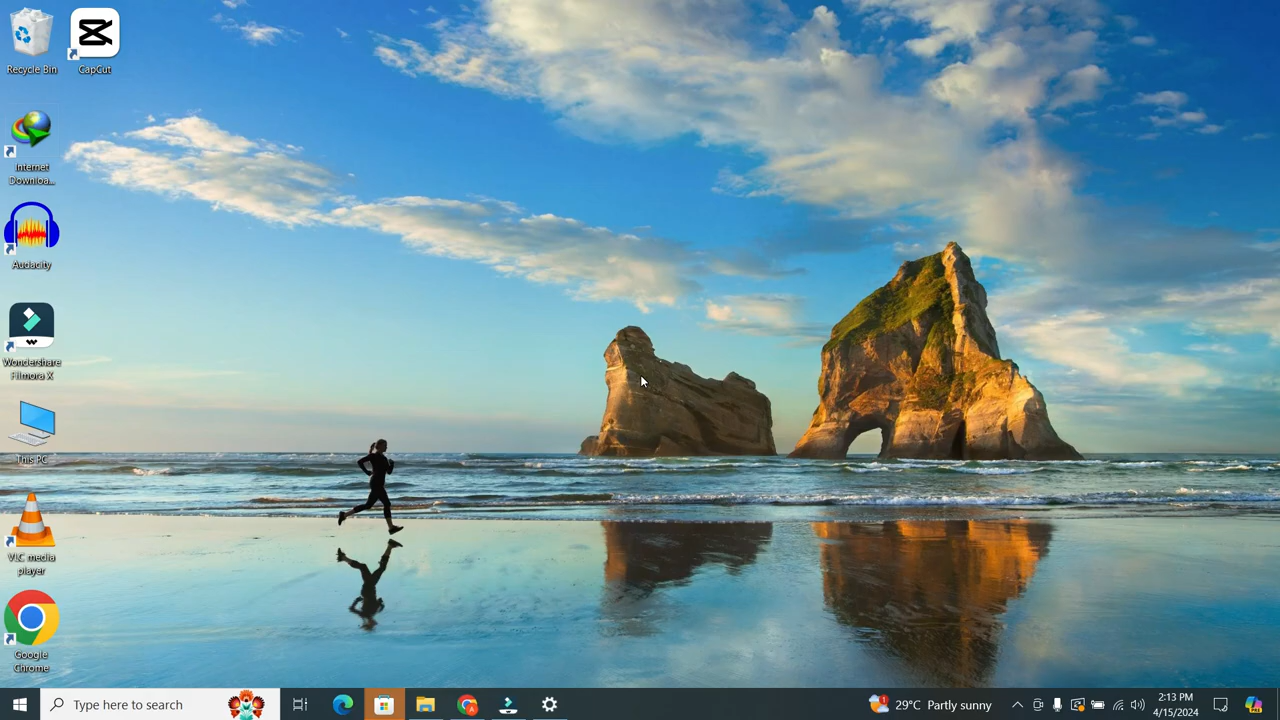 Recycle Bin
CapCut
Internet
Downloa...
Audacity
Wondershare
Filmora X
This PC
VLC media
player
Google
Chrome
Type here to search
29°C Partly sunny
2:13 PM
4/15/2024
PRE